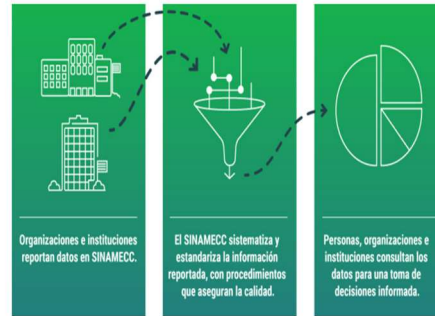 Organizaciones e instituciones
reportan datos en SINAMECC.
El SINAMECC sistematiza y
estandariza la información
reportada, con procedimientos
que aseguran la calidad.
Personas, organizaciones e
instituciones consultan los
datos para una toma de
decisiones informada.